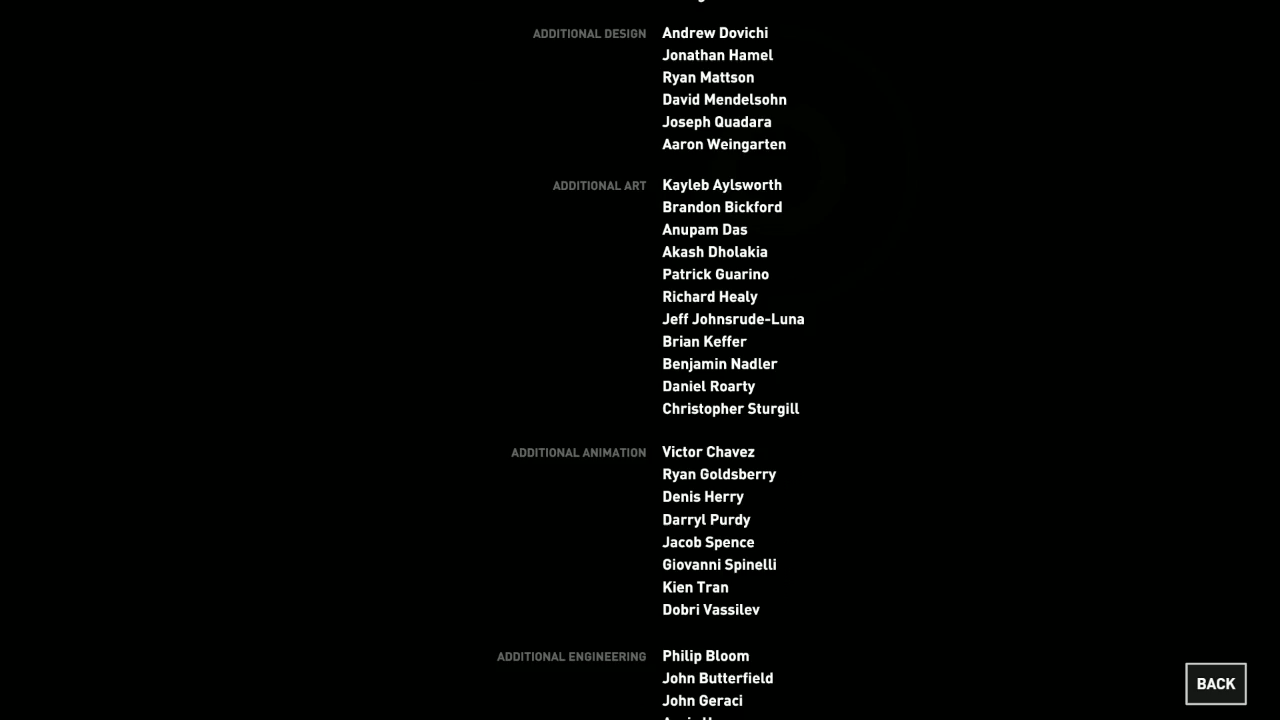 ADDITIONAL DESIGN Andrew Dovichi
Jonathan Hamel
Ryan Mattson
David Mendelsohn
Joseph Quadara
Aaron Weingarten
ADDITIONAL ART Kayleb Aylsworth
Brandon Bickford
Anupam Das
Akash Dholakia
Patrick Guarino
Richard Healy
Jeff Johnsrude-Luna
Brian Keffer
Benjamin Nadler
Daniel Roarty
Christopher Sturgill
ADDITIONAL ANIMATION Victor Chavez
Ryan Goldsberry
Denis Herry
Darryl Purdy
Jacob Spence
Giovanni Spinelli
Kien Tran
Dobri Vassilev
ADDITIONAL ENGINEERING Philip Bloom
John Butterfield
John Geraci
BACK